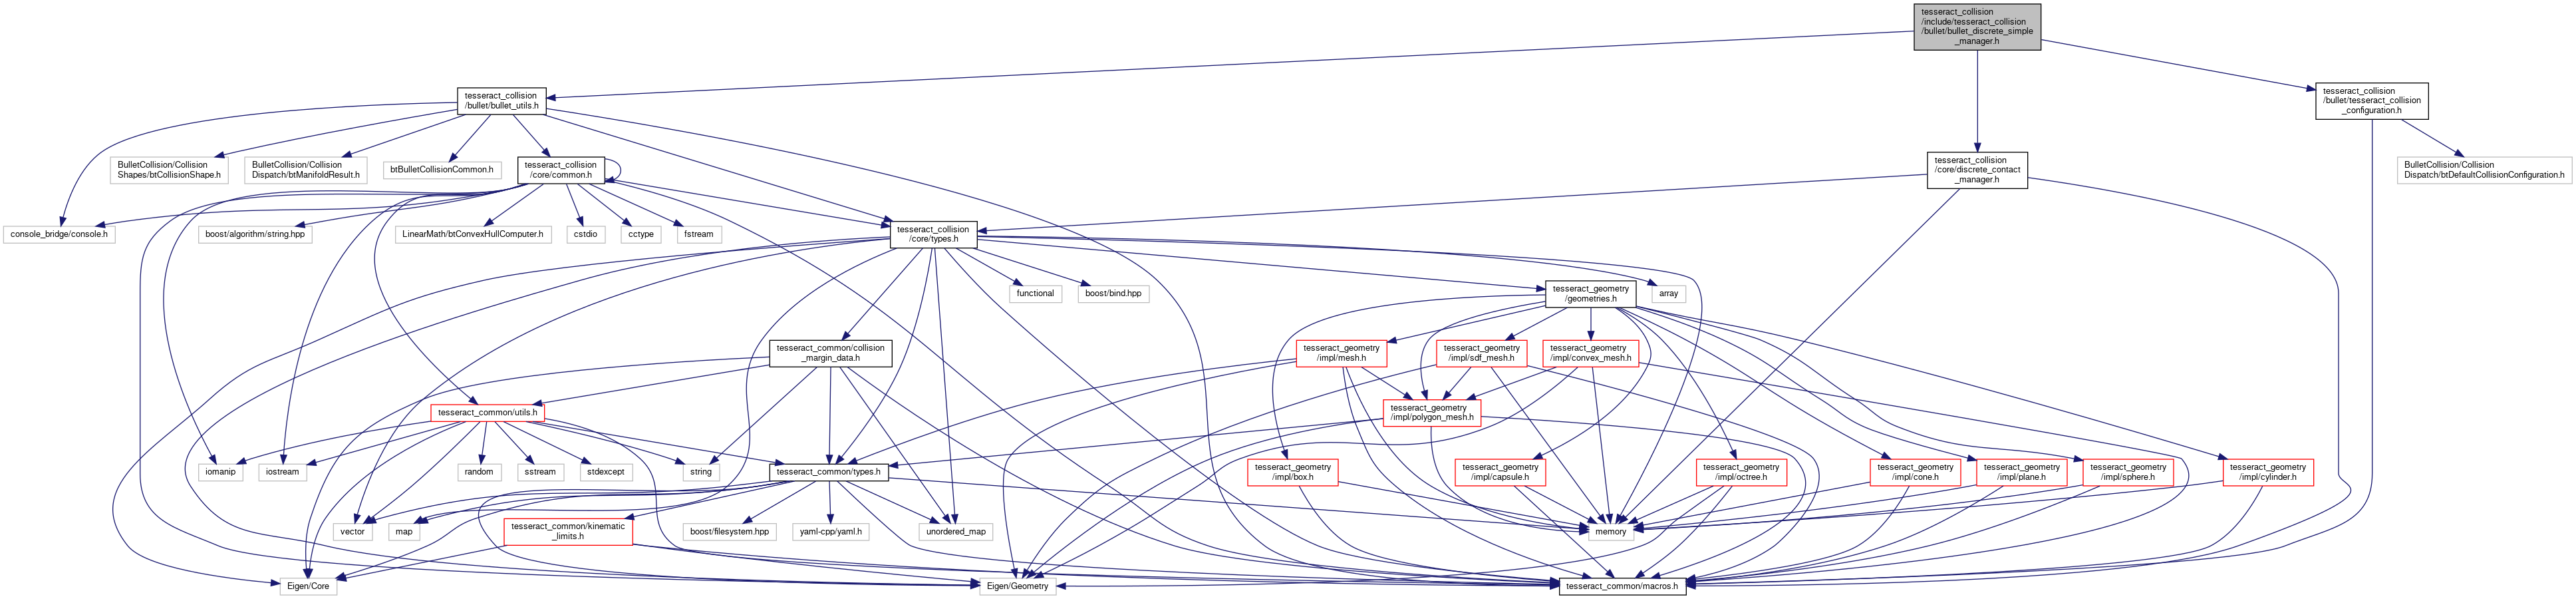 tesseract_collision
/include/tesseract_collision
/bullet/bullet_discrete_simple
_manager.h
tesseract_collision
/bullet/bullet_utils.h
tesseract_collision
/bullet/tesseract_collision
_configuration.h
BulletCollision/Collision
Shapes/btCollisionShape.h
BulletCollision/Collision
Dispatch/btManifoldResult.h
btBulletCollisionCommon.h
tesseract_collision
/core/common.h
tesseract_collision
/core/discrete_contact
_manager.h
BulletCollision/Collision
Dispatch/btDefaultCollisionConfiguration.h
console_bridge/console.h
boost/algorithm/string.hpp
LinearMath/btConvexHullComputer.h
cstdio
cctype
fstream
tesseract_collision
/core/types.h
functional
boost/bind.hpp
tesseract_geometry
/geometries.h
array
tesseract_common/collision
_margin_data.h
tesseract_geometry
/impl/mesh.h
tesseract_geometry
/impl/sdf_mesh.h
tesseract_geometry
/impl/convex_mesh.h
tesseract_common/utils.h
tesseract_geometry
/impl/polygon_mesh.h
iomanip
iostream
random
sstream
stdexcept
string
tesseract_common/types.h
tesseract_geometry
/impl/box.h
tesseract_geometry
/impl/capsule.h
tesseract_geometry
/impl/octree.h
tesseract_geometry
/impl/cone.h
tesseract_geometry
/impl/plane.h
tesseract_geometry
/impl/sphere.h
tesseract_geometry
/impl/cylinder.h
vector
map
tesseract_common/kinematic
_limits.h
boost/filesystem.hpp
yaml-cpp/yaml.h
unordered_map
memory
Eigen/Core
Eigen/Geometry
tesseract_common/macros.h